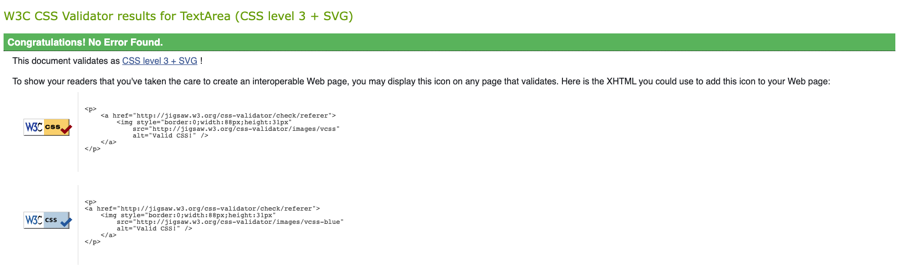 W3C CSS Validator results for TextArea (CSS level 3 + SVG)
Congratulations! No Error Found.
This document validates as CSS level 3 + SVG !
To show your readers that you've taken the care to create an interoperable Web page, you may display this icon on any page that validates. Here is the XHTML you could use to add this icon to your Web page:
W3C css
<p>
    <a href="http://jigsaw.w3.org/css-validator/check/referer">
        <img style="border:0;width:88px;height:31px"
            src="http://jigsaw.w3.org/css-validator/images/vcss"
            alt="Valid CSS!" />
    </a>
</p>
W3C css
<p>
<a href="http://jigsaw.w3.org/css-validator/check/referer">
    <img style="border:0;width:88px;height:31px"
        src="http://jigsaw.w3.org/css-validator/images/vcss-blue"
        alt="Valid CSS!" />
    </a>
</p>